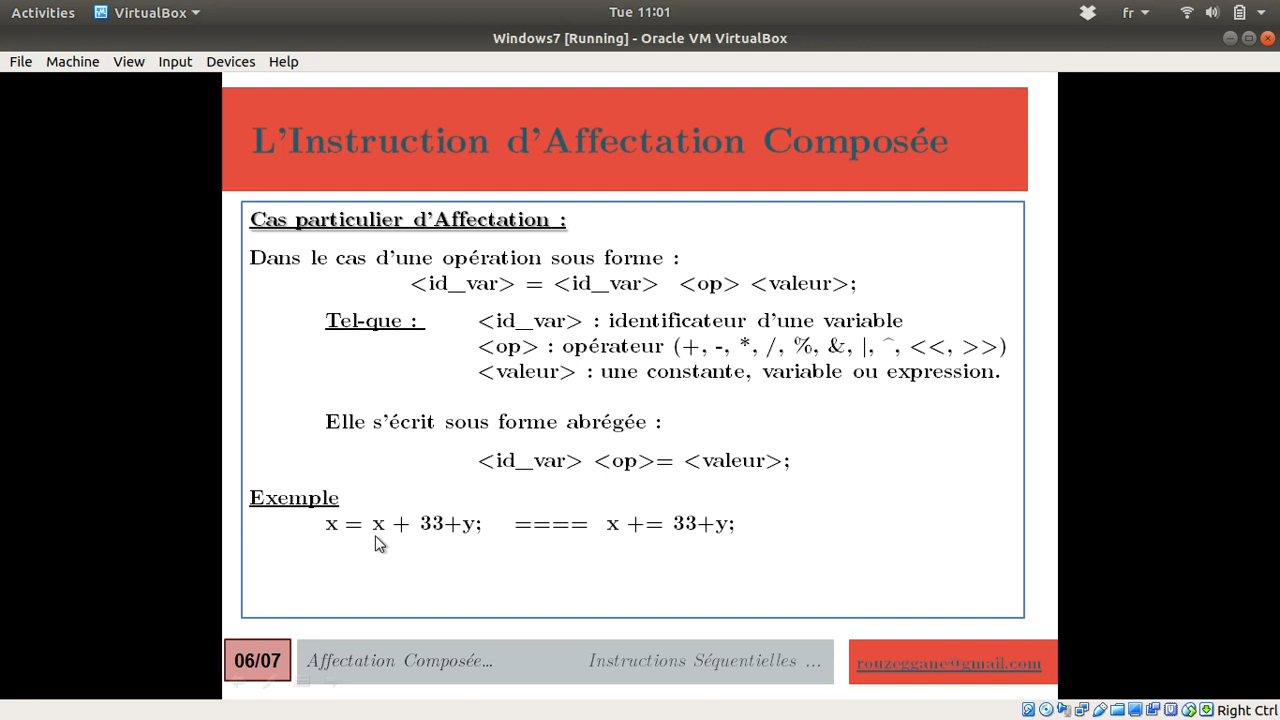 Activities VirtualBox Tue 11:01 fr
Windows7 [Running] - Oracle VM VirtualBox
File Machine View Input Devices Help
L'Instruction d'Affectation Composée
Cas particulier d'Affectation :
Dans le cas d'une opération sous forme :
<id_var> = <id_var> <op> <valeur>;
Tel-que : <id_var> : identificateur d'une variable
<op> : opérateur (+, -, *, /, %, &, |, ^, <<, >>)
<valeur> : une constante, variable ou expression.
Elle s'écrit sous forme abrégée :
<id_var> <op>= <valeur>;
Exemple
x = x + 33+y; ==== x += 33+y;
06/07 Affectation Composée... Instructions Séquentielles ... rouzeggane@gmail.com
Right Ctrl